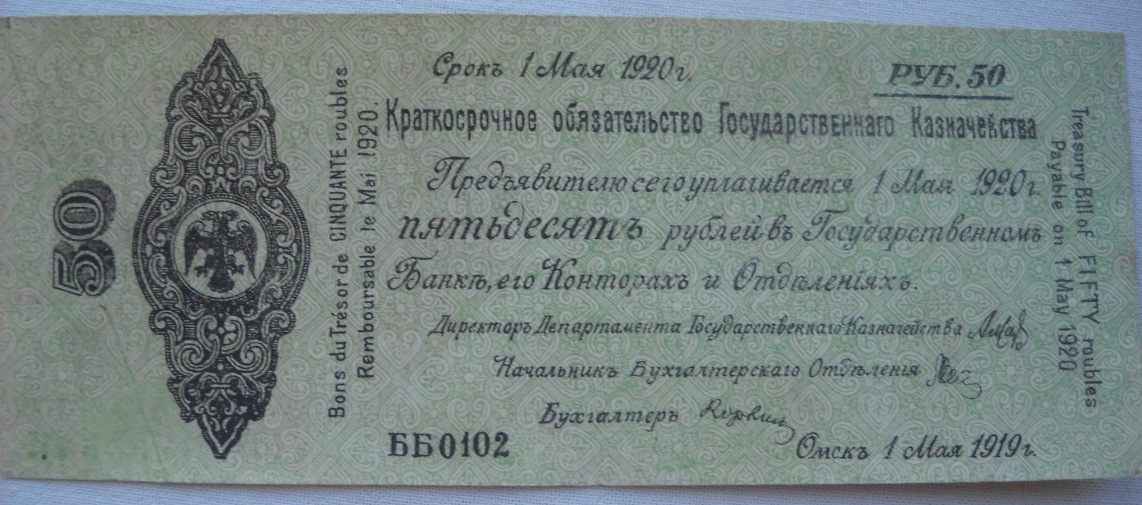 50
Bons du Trésor de CINQUANTE roubles
Remboursable le Mai 1920.
Срокъ 1 Мая 1920г.
РУБ. 50
Краткосрочное обязательство Государственнаго Казначейства
Предъявителю сего уплачивается 1 Мая 1920г.
пятьдесятъ рублей въ Государственномъ
Банкѣ, его Конторахъ и Отдѣленіяхъ.
Директоръ Департамента Государственнаго Казначейства
Начальникъ Бухгалтерскаго Отдѣленія
Бухгалтеръ
ББ0102
Омскъ 1 Мая 1919г.
Treasury Bill of FIFTY roubles
Payable on 1 May 1920